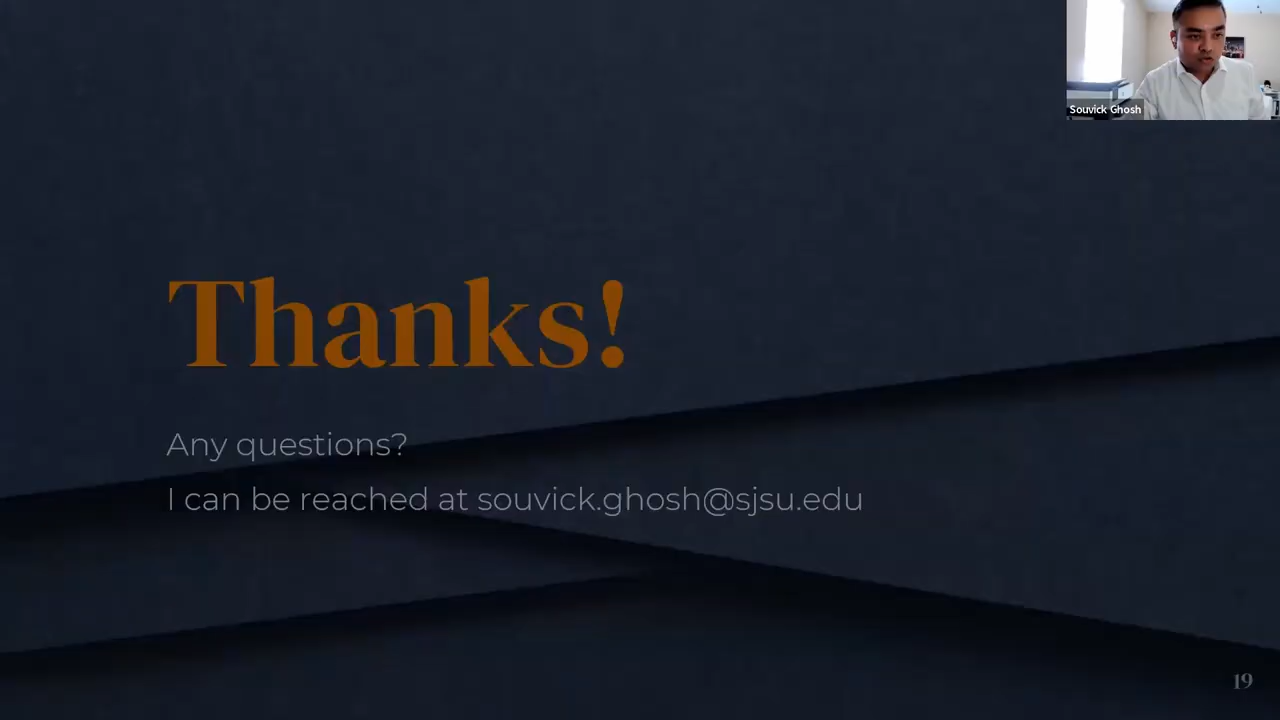 Souvick Ghosh
Thanks!
Any questions?
I can be reached at souvick.ghosh@sjsu.edu
19